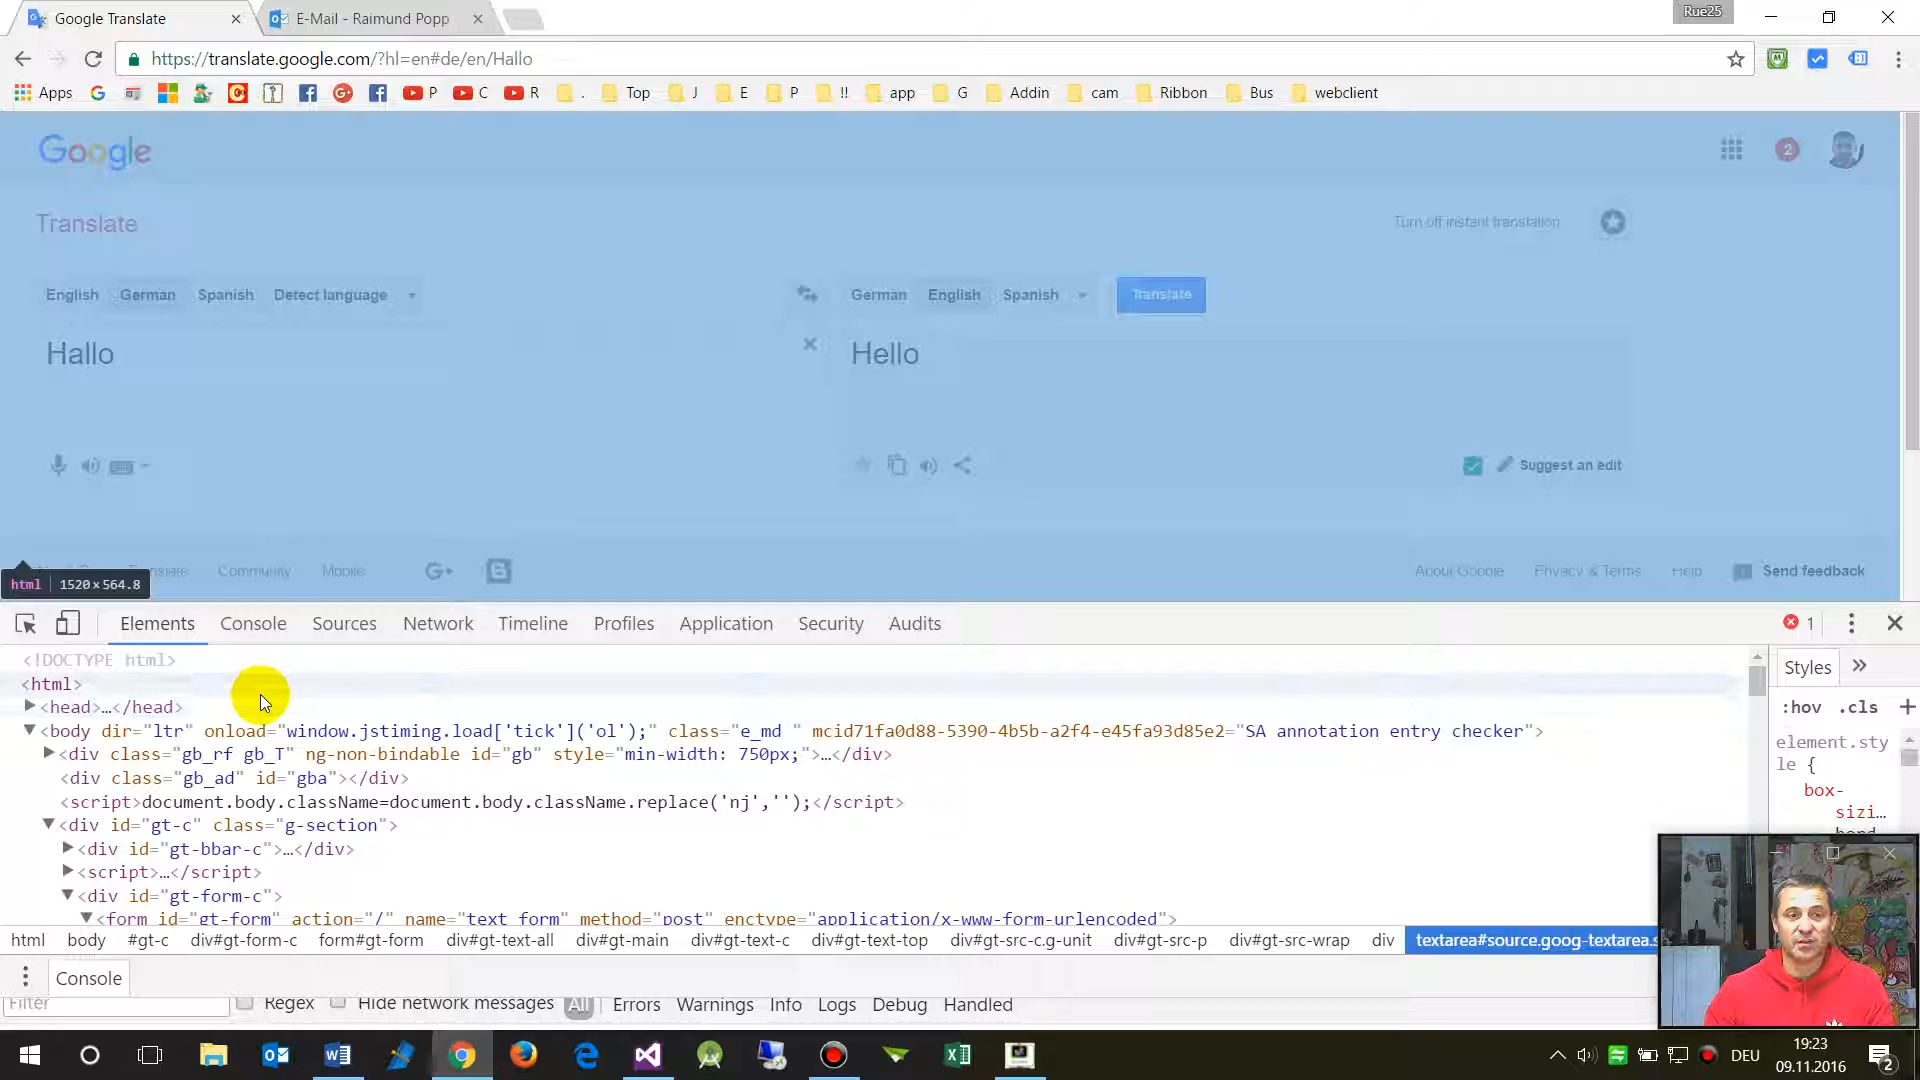 Google Translate
E-Mail - Raimund Popp
Rue25
https://translate.google.com/?hl=en#de/en/Hallo
Apps P C R . Top J E P !! app G Addin cam Ribbon Bus webclient
Google
2
Translate
Turn off instant translation
English German Spanish Detect language
German English Spanish Translate
Hallo
Hello
Suggest an edit
Translate Community Mobile
About Google Privacy & Terms Help Send feedback
html 1520×564.8
Elements Console Sources Network Timeline Profiles Application Security Audits
1
<!DOCTYPE html>
<html>
<head>…</head>
<body dir="ltr" onload="window.jstiming.load['tick']('ol');" class="e_md " mcid71fa0d88-5390-4b5b-a2f4-e45fa93d85e2="SA annotation entry checker">
<div class="gb_rf gb_T" ng-non-bindable id="gb" style="min-width: 750px;">…</div>
<div class="gb_ad" id="gba"></div>
<script>document.body.className=document.body.className.replace('nj','');</script>
<div id="gt-c" class="g-section">
<div id="gt-bbar-c">…</div>
<script>…</script>
<div id="gt-form-c">
<form id="gt-form" action="/" name="text_form" method="post" enctype="application/x-www-form-urlencoded">
Styles
:hov .cls +
element.sty
le {
box-
sizi…
html body #gt-c div#gt-form-c form#gt-form div#gt-text-all div#gt-main div#gt-text-c div#gt-text-top div#gt-src-c.g-unit div#gt-src-p div#gt-src-wrap div textarea#source.goog-textarea.s
Console
Filter Regex Hide network messages All Errors Warnings Info Logs Debug Handled
DEU
19:23
09.11.2016
2